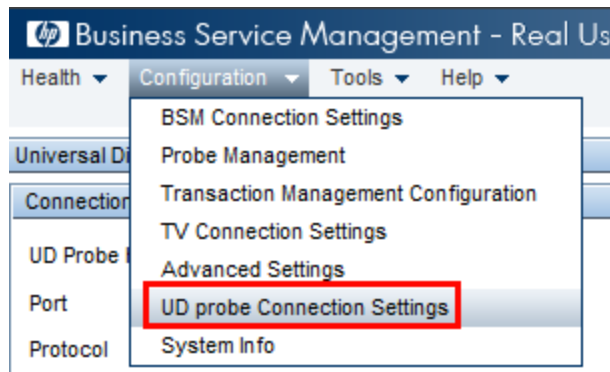 hp Business Service Management - Real Us
Health Configuration Tools Help
BSM Connection Settings
Universal Di Probe Management
Connection Transaction Management Configuration
TV Connection Settings
UD Probe Advanced Settings
Port UD probe Connection Settings
Protocol System Info